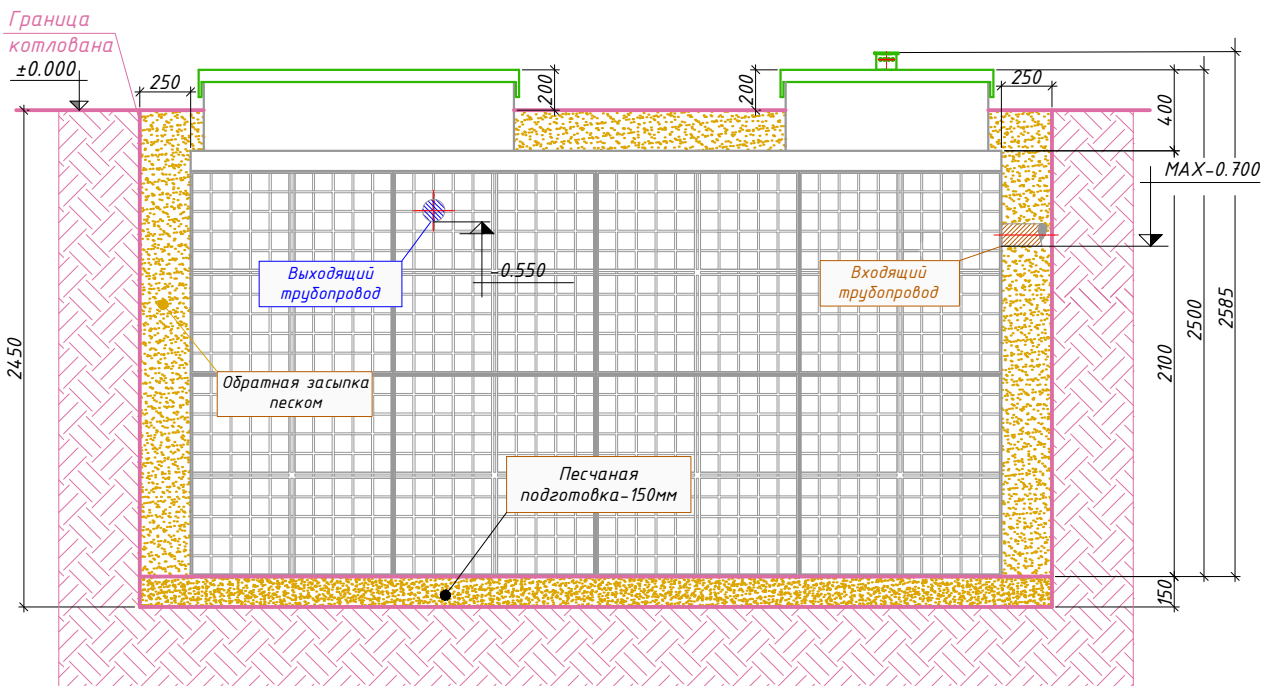 Граница
котлована
±0.000
250
200
200
250
400
MAX-0.700
Выходящий
трубопровод
-0.550
Входящий
трубопровод
2450
2100
2500
2585
Обратная засыпка
песком
Песчаная
подготовка-150мм
150